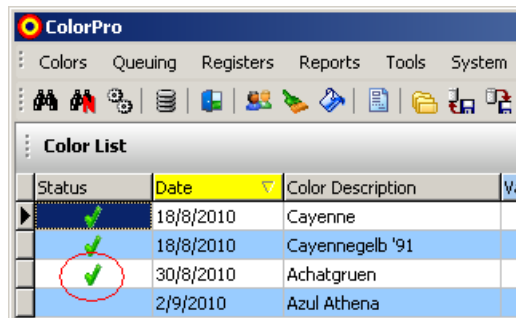 ColorPro
Colors Queuing Registers Reports Tools System
Color List
Status Date Color Description
18/8/2010 Cayenne
18/8/2010 Cayennegelb '91
30/8/2010 Achatgruen
2/9/2010 Azul Athena